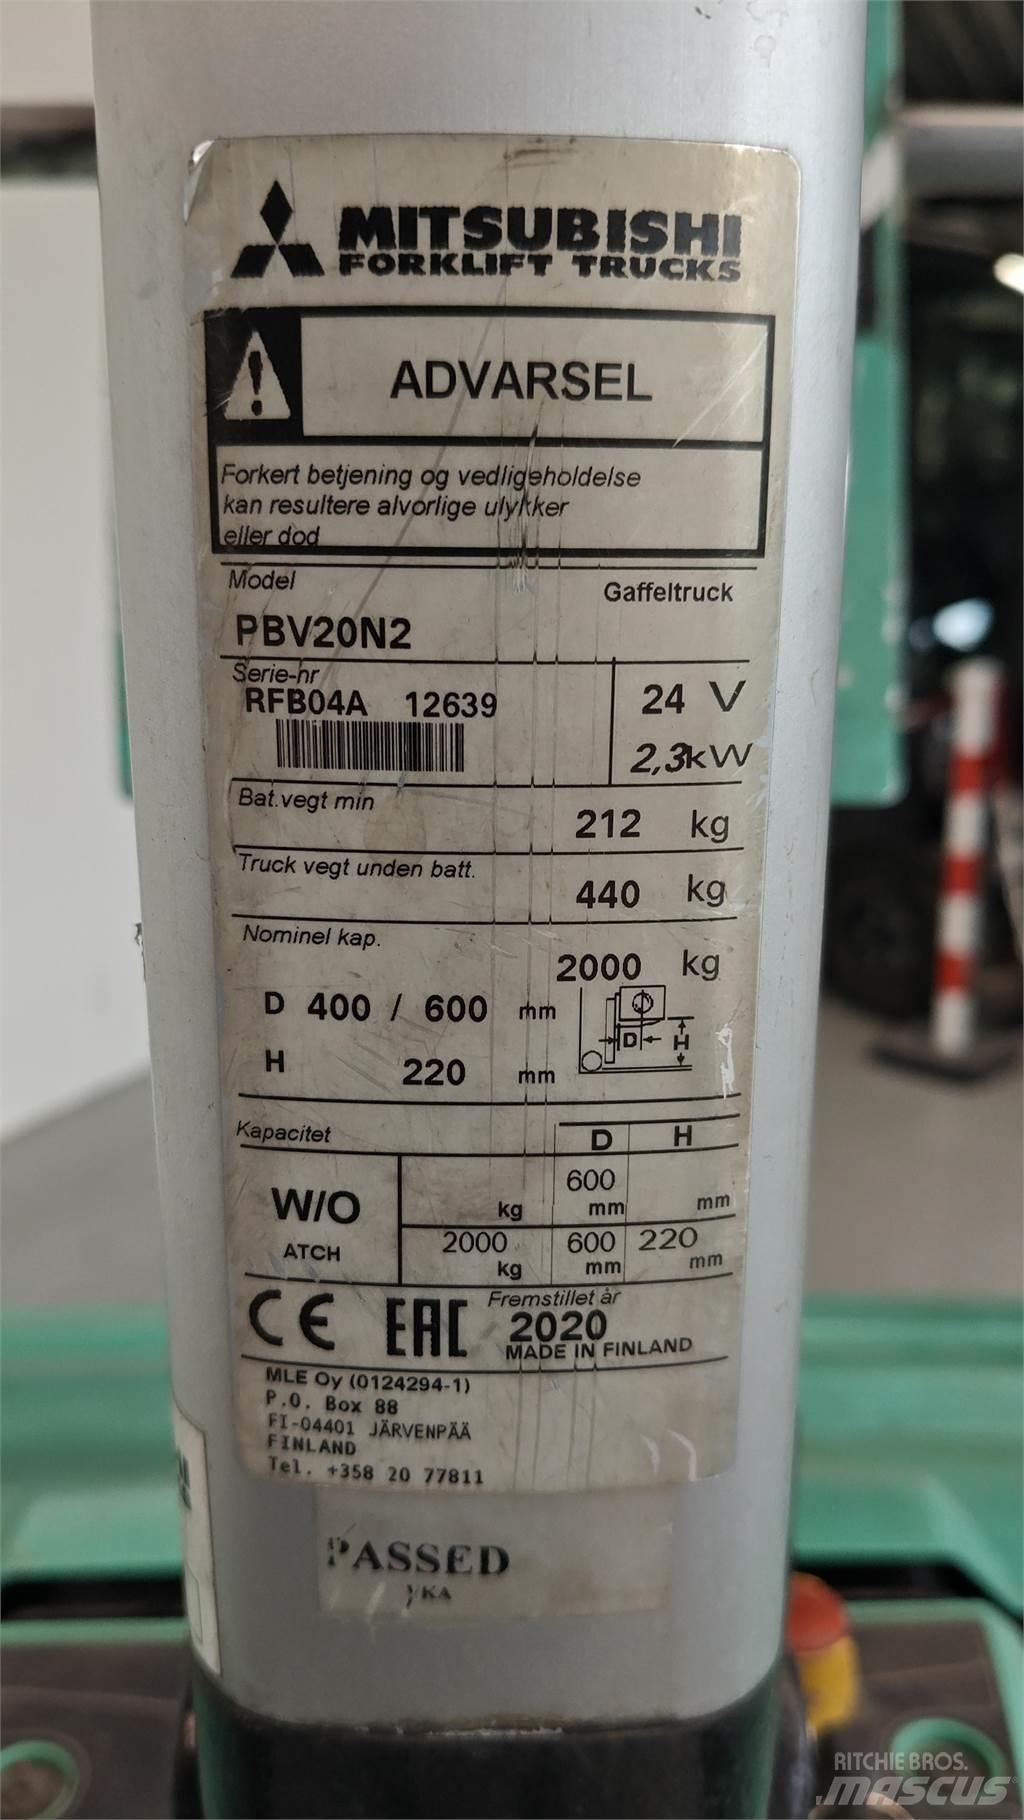 MITSUBISHI
FORKLIFT TRUCKS
ADVARSEL
Forkert betjening og vedligeholdelse
kan resultere alvorlige ulykker
eller dod
Model Gaffeltruck
PBV20N2
Serie-nr
RFB04A 12639 24 V
2,3kW
Bat.vegt min
212 kg
Truck vegt unden batt.
440 kg
Nominel kap.
2000 kg
D 400 / 600 mm
D H
H 220 mm
Kapacitet D H
600
W/O kg mm mm
ATCH 2000 600 220
kg mm mm
CE EAC Fremstillet år
2020
MADE IN FINLAND
MLE Oy (0124294-1)
P.O. Box 88
FI-04401 JÄRVENPÄÄ
FINLAND
Tel. +358 20 77811
PASSED
YKA
RITCHIE BROS.
MASCUS